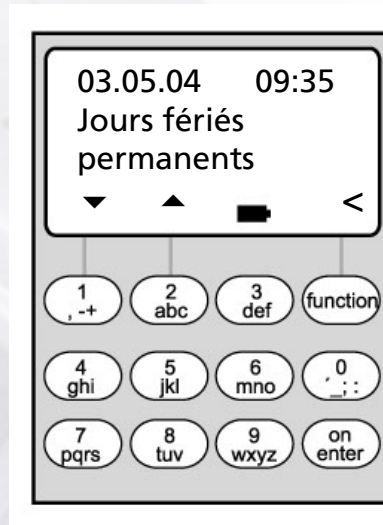 03.05.04 09:35
Jours fériés
permanents
<
1 2 3 function
, -+ abc def
4 5 6 0
ghi jkl mno ´_; :
7 8 9 on
pqrs tuv wxyz enter